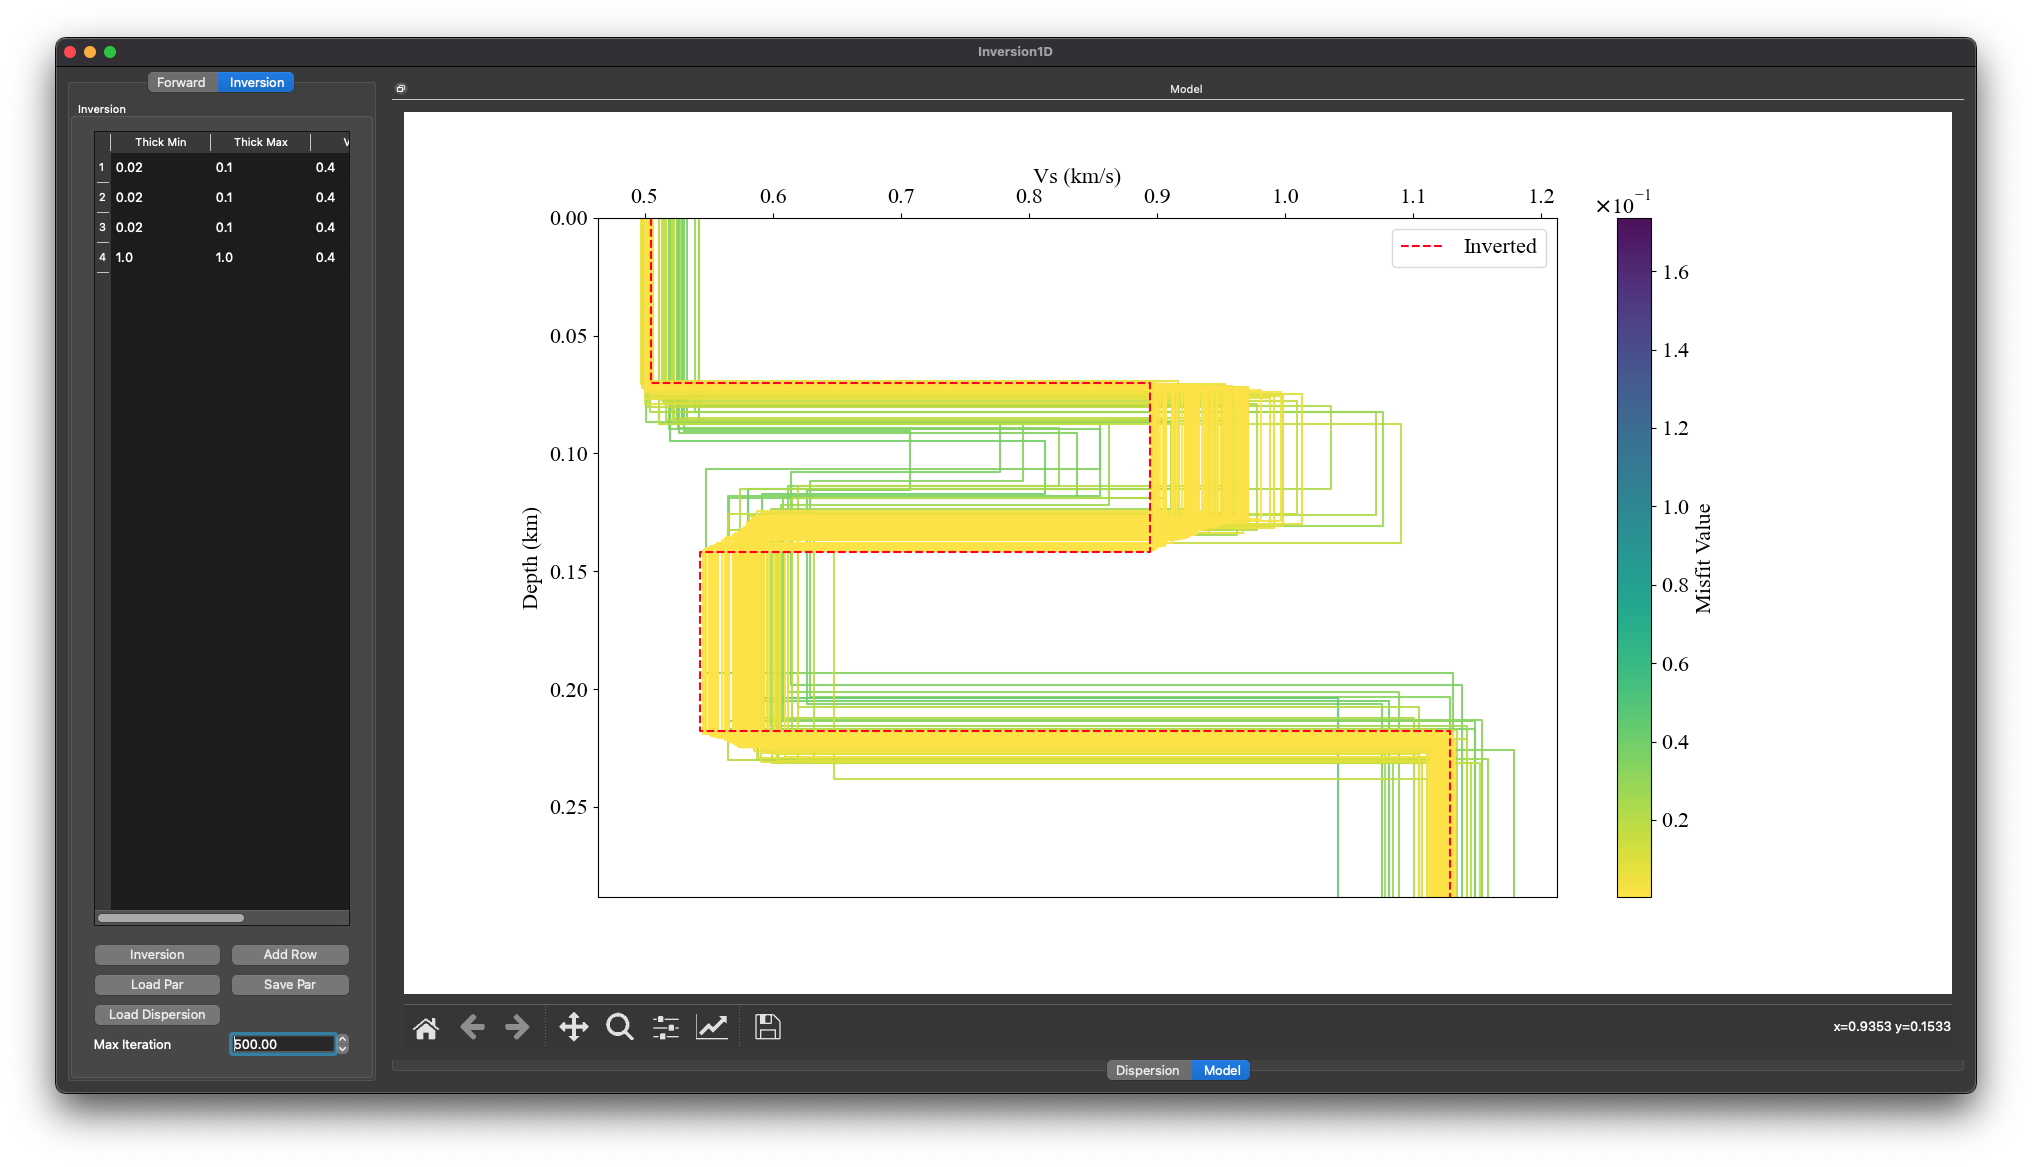 Inversion1D
Forward Inversion
Inversion
Thick Min Thick Max V
1 0.02 0.1 0.4
2 0.02 0.1 0.4
3 0.02 0.1 0.4
4 1.0 1.0 0.4
Inversion Add Row
Load Par Save Par
Load Dispersion
Max Iteration 500.00
Model
Vs (km/s)
0.5 0.6 0.7 0.8 0.9 1.0 1.1 1.2
0.00
0.05
0.10
0.15
0.20
0.25
Depth (km)
Inverted
×10⁻¹
1.6
1.4
1.2
1.0
0.8
0.6
0.4
0.2
Misfit Value
x=0.9353 y=0.1533
Dispersion Model